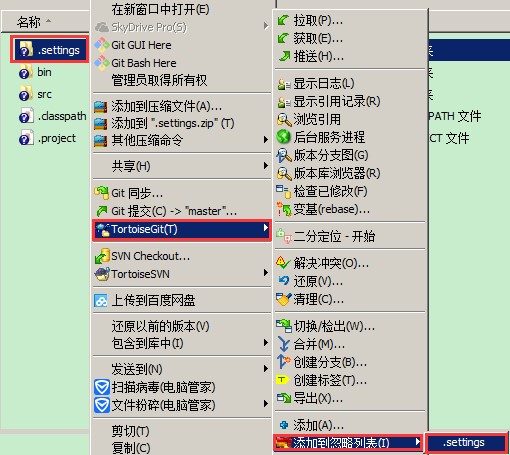 名称
.settings
bin
src
.classpath
.project
在新窗口中打开(E)
SkyDrive Pro(S)
Git GUI Here
Git Bash Here
管理员取得所有权
添加到压缩文件(A)...
添加到 ".settings.zip" (T)
其他压缩命令
共享(H)
Git 同步...
Git 提交(C) -> "master"...
TortoiseGit(T)
SVN Checkout...
TortoiseSVN
上传到百度网盘
还原以前的版本(V)
包含到库中(I)
发送到(N)
扫描病毒(电脑管家)
文件粉碎(电脑管家)
剪切(T)
复制(C)
拉取(P)...
获取(E)...
推送(H)...
显示日志(L)
显示引用记录(R)
浏览引用
后台服务进程
版本分支图(G)
版本库浏览器(R)
检查已修改(F)
变基(rebase)...
二分定位 - 开始
解决冲突(O)...
还原(V)...
清理(C)...
切换/检出(W)...
合并(M)...
创建分支(B)...
创建标签(T)...
导出(X)...
添加(A)...
添加到忽略列表(I)
.settings
PATH 文件
CT 文件